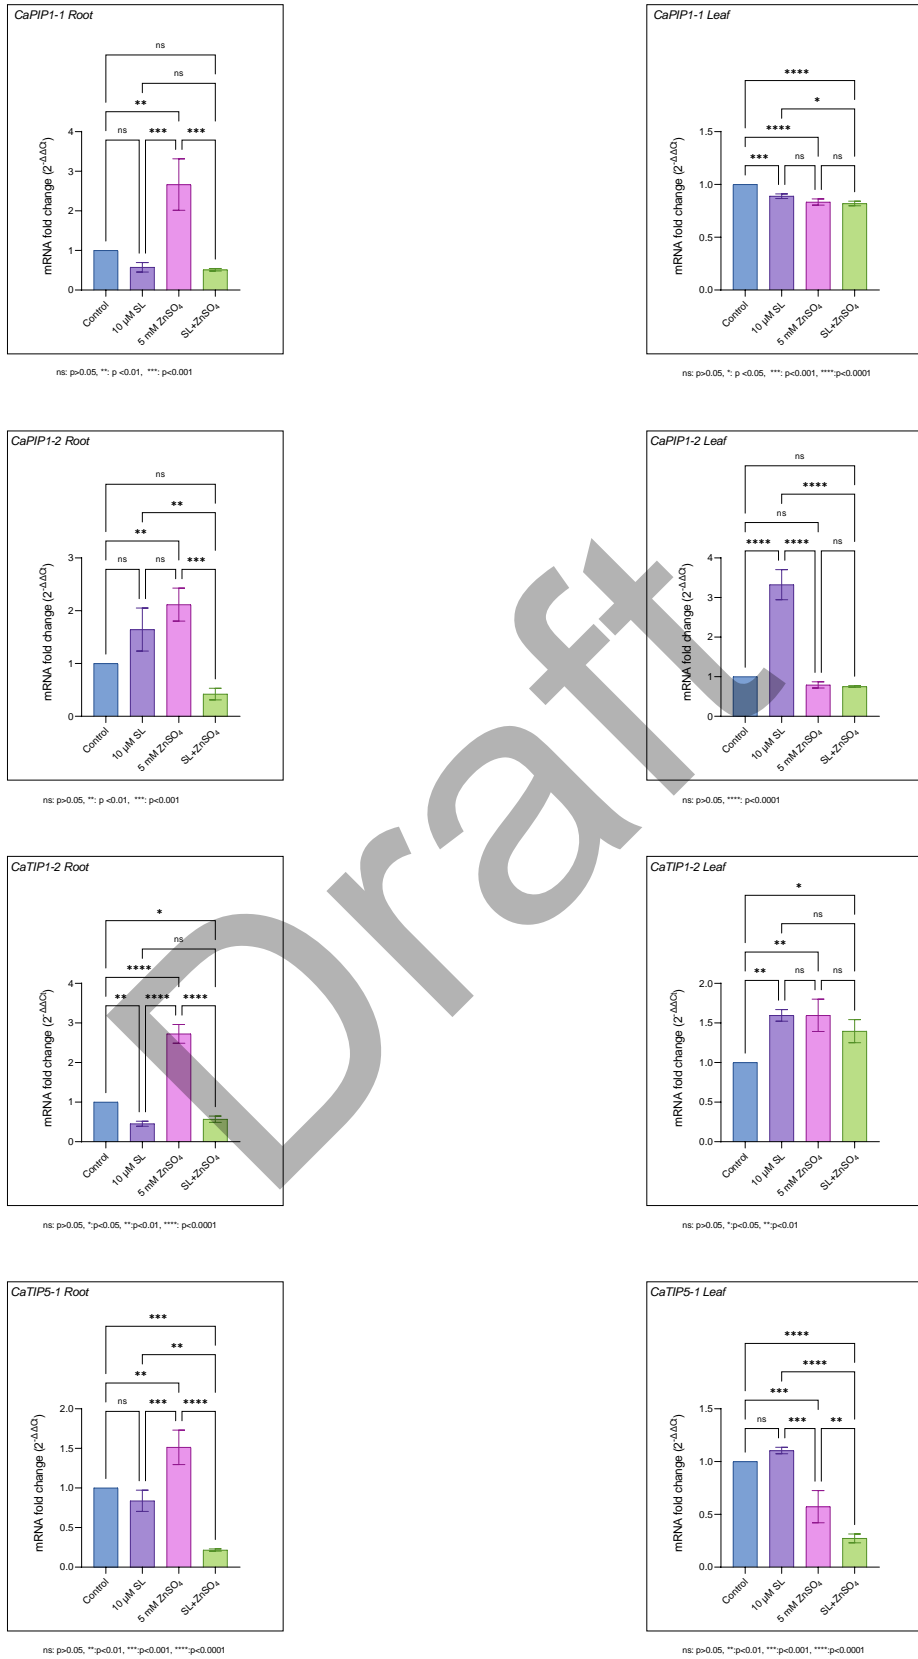 CaPIP1-1 Root
ns
ns
**
ns *** ***
4
3
2
1
0
mRNA fold change (2-ΔΔCt)
Control
10 µM SL
5 mM ZnSO4
SL+ZnSO4
ns: p>0.05, **: p <0.01, ***: p<0.001
CaPIP1-1 Leaf
****
*
****
*** ns ns
1.5
1.0
0.5
0.0
mRNA fold change (2-ΔΔCt)
Control
10 µM SL
5 mM ZnSO4
SL+ZnSO4
ns: p>0.05, *: p <0.05, ***: p<0.001, ****:p<0.0001
CaPIP1-2 Root
ns
**
**
ns ns ***
3
2
1
0
mRNA fold change (2-ΔΔCt)
Control
10 µM SL
5 mM ZnSO4
SL+ZnSO4
ns: p>0.05, **: p <0.01, ***: p<0.001
CaPIP1-2 Leaf
ns
****
ns
**** **** ns
4
3
2
1
0
mRNA fold change (2-ΔΔCt)
Control
10 µM SL
5 mM ZnSO4
SL+ZnSO4
ns: p>0.05, ****: p<0.0001
CaTIP1-2 Root
*
ns
****
** **** ****
4
3
2
1
0
mRNA fold change (2-ΔΔCt)
Control
10 µM SL
5 mM ZnSO4
SL+ZnSO4
ns: p>0.05, *:p<0.05, **:p<0.01, ****: p<0.0001
CaTIP1-2 Leaf
*
ns
**
** ns ns
2.0
1.5
1.0
0.5
0.0
mRNA fold change (2-ΔΔCt)
Control
10 µM SL
5 mM ZnSO4
SL+ZnSO4
ns: p>0.05, *:p<0.05, **:p<0.01
CaTIP5-1 Root
***
**
**
ns *** ****
2.0
1.5
1.0
0.5
0.0
mRNA fold change (2-ΔΔCt)
Control
10 µM SL
5 mM ZnSO4
SL+ZnSO4
ns: p>0.05, **:p<0.01, ***:p<0.001, ****:p<0.0001
CaTIP5-1 Leaf
****
****
***
ns *** **
1.5
1.0
0.5
0.0
mRNA fold change (2-ΔΔCt)
Control
10 µM SL
5 mM ZnSO4
SL+ZnSO4
ns: p>0.05, **:p<0.01, ***:p<0.001, ****:p<0.0001
Draft